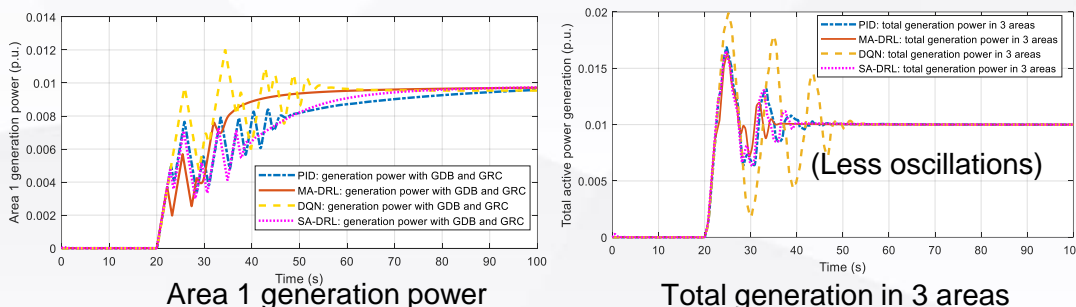 Area 1 generation power (p.u.)
0.014
0.012
0.01
0.008
0.006
0.004
0.002
0
PID: generation power with GDB and GRC
MA-DRL: generation power with GDB and GRC
DQN: generation power with GDB and GRC
SA-DRL: generation power with GDB and GRC
0 10 20 30 40 50 60 70 80 90 100
Time (s)
Area 1 generation power
Total active power generation (p.u.)
0.02
0.015
0.01
0.005
0
PID: total generation power in 3 areas
MA-DRL: total generation power in 3 areas
DQN: total generation power in 3 areas
SA-DRL: total generation power in 3 areas
(Less oscillations)
0 10 20 30 40 50 60 70 80 90 100
Time (s)
Total generation in 3 areas